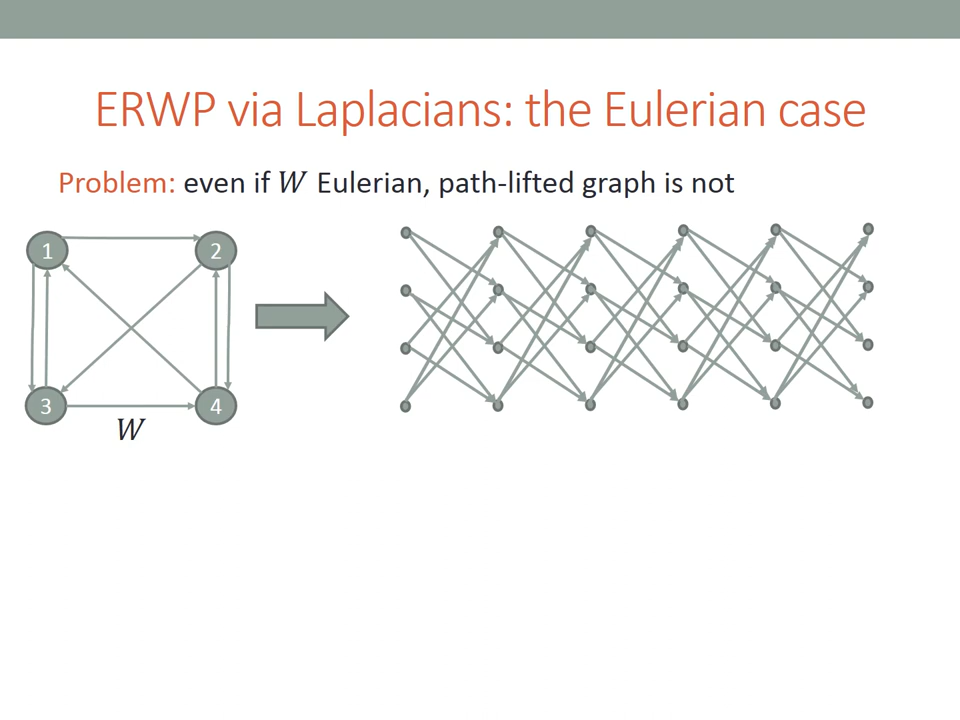 ERWP via Laplacians: the Eulerian case
Problem: even if W Eulerian, path-lifted graph is not
1
2
3
4
W